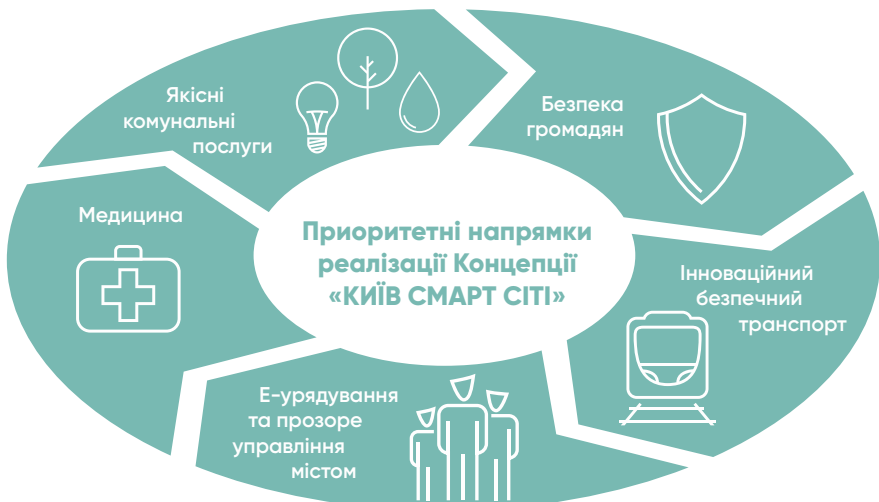 Якісні
комунальні
послуги
Безпека
громадян
Медицина
Приоритетні напрямки
реалізації Концепції
«КИЇВ СМАРТ СІТІ»
Інноваційний
безпечний
транспорт
Е-урядування
та прозоре
управління
містом